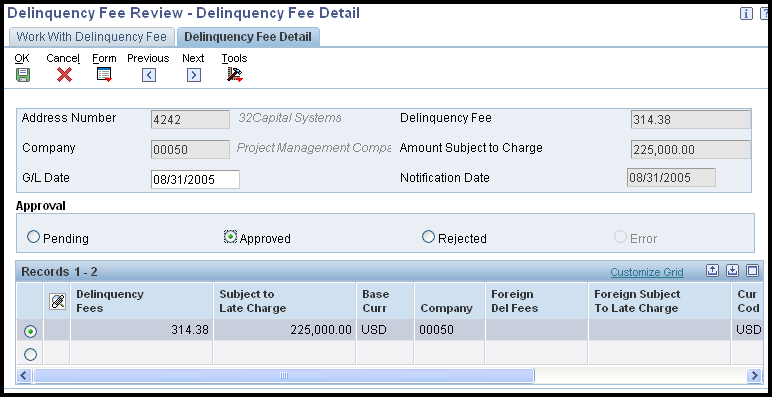 Delinquency Fee Review - Delinquency Fee Detail
Work With Delinquency Fee Delinquency Fee Detail
OK Cancel Form Previous Next Tools
Address Number 4242 32Capital Systems Delinquency Fee 314.38
Company 00050 Project Management Compa Amount Subject to Charge 225,000.00
G/L Date 08/31/2005 Notification Date 08/31/2005
Approval
Pending Approved Rejected Error
Records 1 - 2 Customize Grid
Delinquency Fees Subject to Late Charge Base Curr Company Foreign Del Fees Foreign Subject To Late Charge Cur Cod
314.38 225,000.00 USD 00050 USD